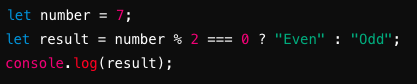 let number = 7;
let result = number % 2 === 0 ? "Even" : "Odd";
console.log(result);